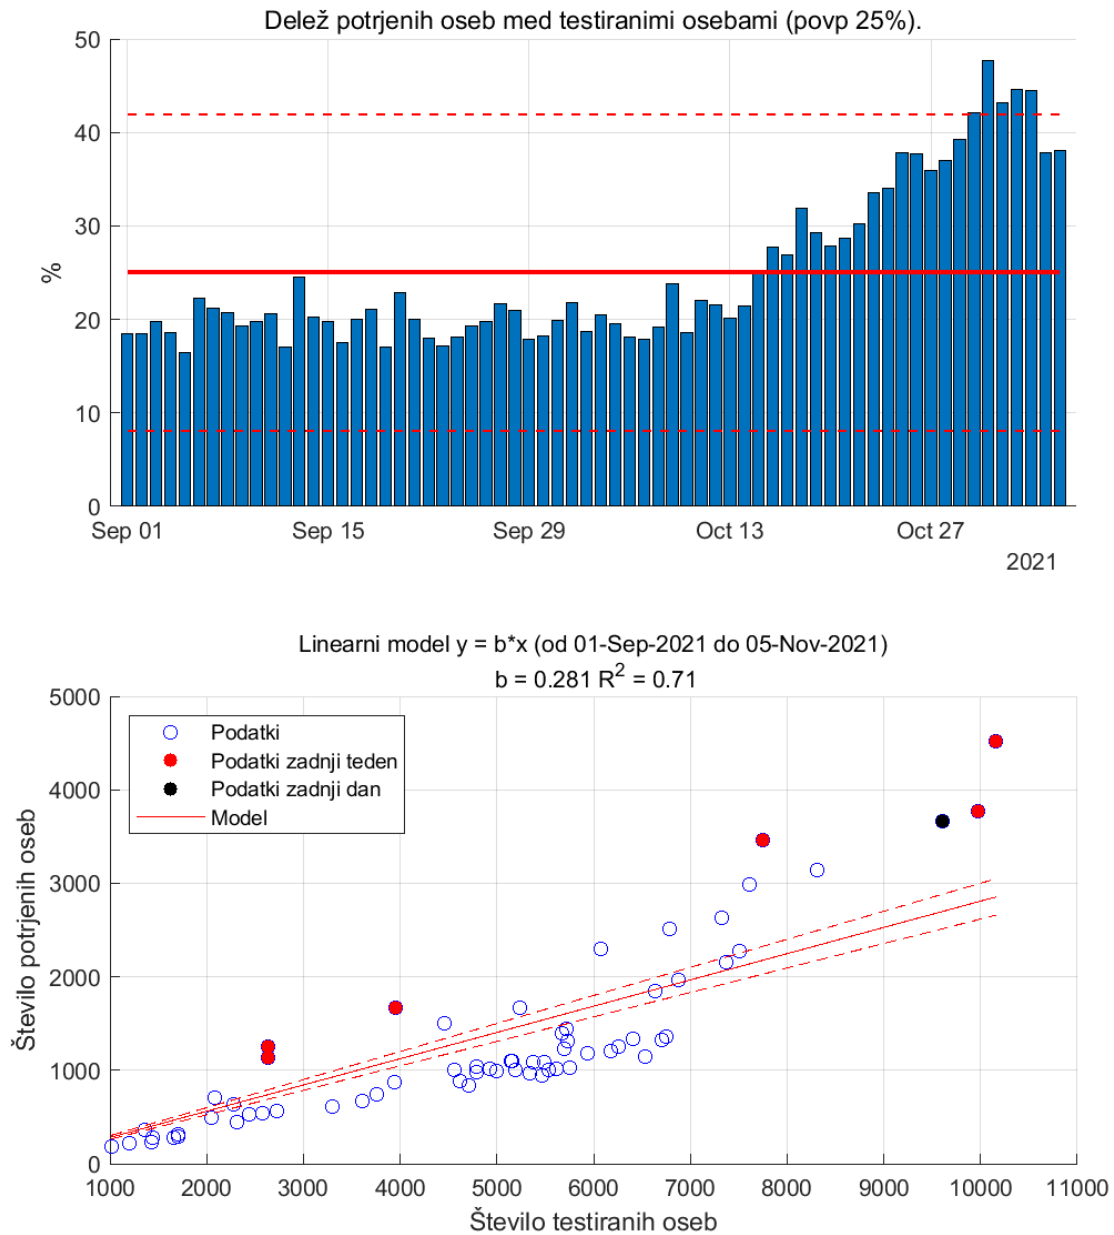 Delež potrjenih oseb med testiranimi osebami (povp 25%).
50
40
30
20
10
0
%
Sep 01 Sep 15 Sep 29 Oct 13 Oct 27
2021
Linearni model y = b*x (od 01-Sep-2021 do 05-Nov-2021)
b = 0.281 R² = 0.71
5000
4000
3000
2000
1000
0
Število potrjenih oseb
Podatki
Podatki zadnji teden
Podatki zadnji dan
Model
1000 2000 3000 4000 5000 6000 7000 8000 9000 10000 11000
Število testiranih oseb